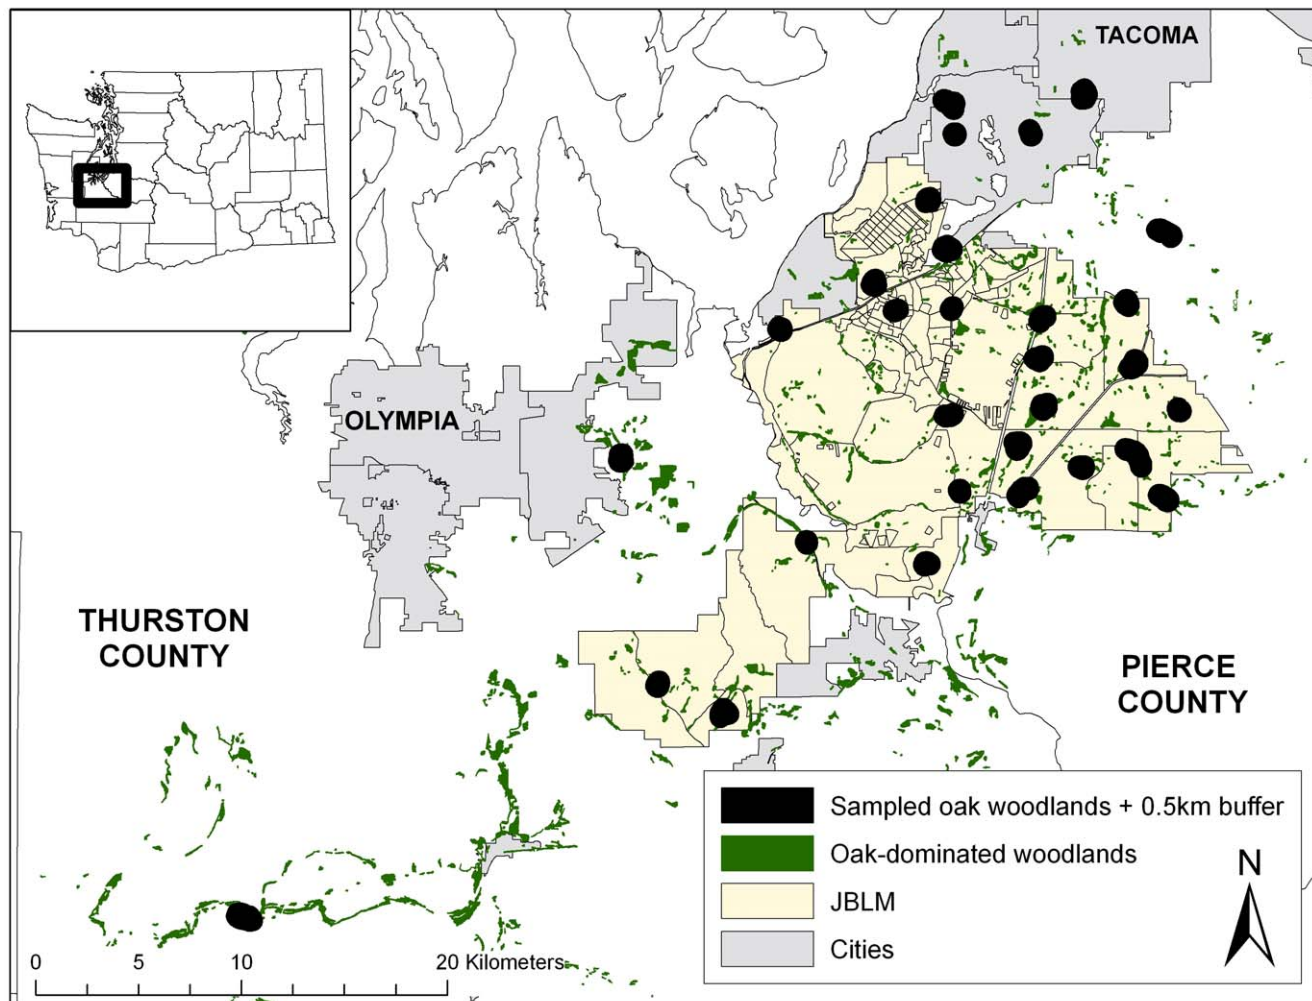 TACOMA
OLYMPIA
THURSTON
COUNTY
PIERCE
COUNTY
Sampled oak woodlands + 0.5km buffer
Oak-dominated woodlands
JBLM
Cities
N
0 5 10 20 Kilometers